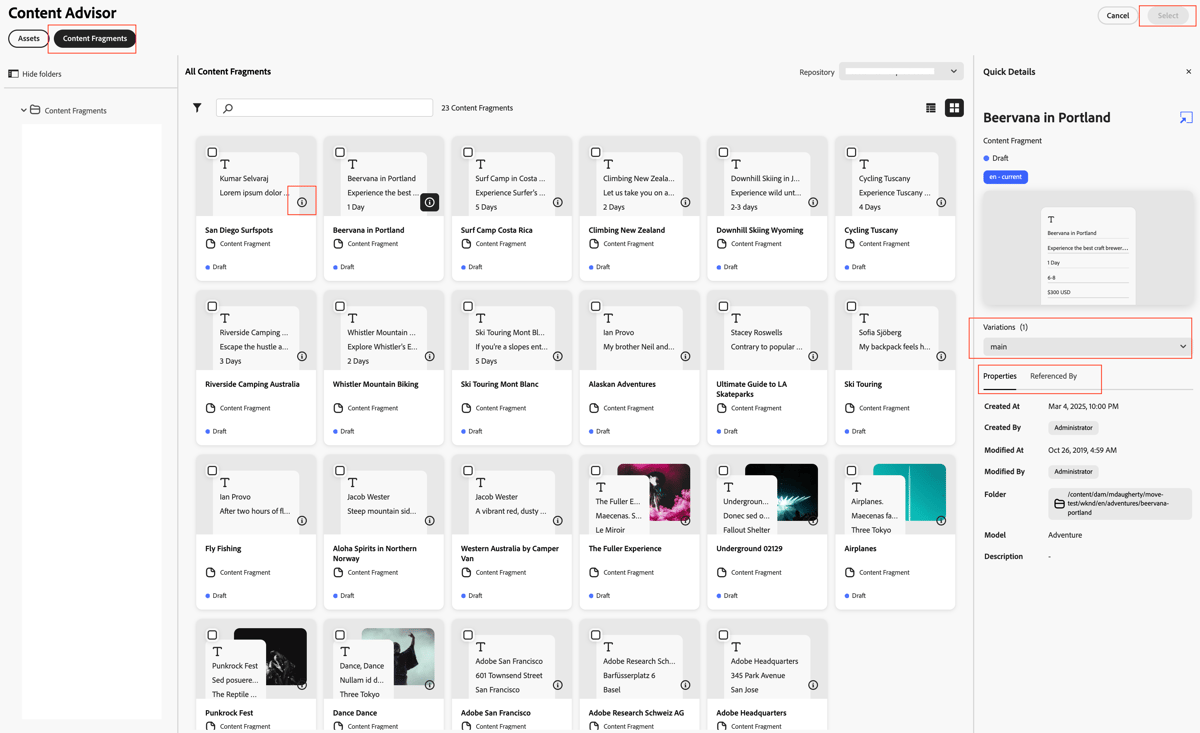 Content Advisor
Cancel
Select
Assets
Content Fragments
Hide folders
Content Fragments
All Content Fragments
Repository
23 Content Fragments
Kumar Selvaraj
Lorem ipsum dolor ...
San Diego Surfspots
Content Fragment
Draft
Beervana in Portland
Experience the best ...
1 Day
Beervana in Portland
Content Fragment
Draft
Surf Camp in Costa ...
Experience Surfer's ...
5 Days
Surf Camp Costa Rica
Content Fragment
Draft
Climbing New Zealan...
Let us take you on a...
2 Days
Climbing New Zealand
Content Fragment
Draft
Downhill Skiing in J...
Experience wild unt...
2-3 days
Downhill Skiing Wyoming
Content Fragment
Draft
Cycling Tuscany
Experience Tuscany ...
4 Days
Cycling Tuscany
Content Fragment
Draft
Riverside Camping ...
Escape the hustle a...
3 Days
Riverside Camping Australia
Content Fragment
Draft
Whistler Mountain ...
Explore Whistler's E...
2 Days
Whistler Mountain Biking
Content Fragment
Draft
Ski Touring Mont Bl...
If you're a slopes ent...
5 Days
Ski Touring Mont Blanc
Content Fragment
Draft
Ian Provo
My brother Neil and...
Alaskan Adventures
Content Fragment
Draft
Stacey Roswells
Contrary to popular ...
Ultimate Guide to LA
Skateparks
Content Fragment
Draft
Sofia Sjöberg
My backpack feels h...
Ski Touring
Content Fragment
Draft
Ian Provo
After two hours of fl...
Fly Fishing
Content Fragment
Draft
Jacob Wester
Steep mountain sid...
Aloha Spirits in Northern
Norway
Content Fragment
Draft
Jacob Wester
A vibrant red, dusty ...
Western Australia by Camper
Van
Content Fragment
Draft
The Fuller E...
Maecenas. S...
Le Miroir
The Fuller Experience
Content Fragment
Draft
Undergroun...
Donec sed o...
Fallout Shelter
Underground 02129
Content Fragment
Draft
Airplanes.
Maecenas fa...
Three Tokyo
Airplanes
Content Fragment
Draft
Punkrock Fest
Sed posuere...
The Reptile ...
Punkrock Fest
Content Fragment
Dance, Dance
Nullam id d...
Three Tokyo
Dance Dance
Content Fragment
Adobe San Francisco
601 Townsend Street
San Francisco
Adobe San Francisco
Content Fragment
Adobe Research Sch...
Barfüsserplatz 6
Basel
Adobe Research Schweiz AG
Content Fragment
Adobe Headquarters
345 Park Avenue
San Jose
Adobe Headquarters
Content Fragment
Quick Details
Beervana in Portland
Content Fragment
Draft
en - current
Beervana in Portland
Experience the best craft brewer...
1 Day
6-8
$300 USD
Variations (1)
main
Properties
Referenced By
Created At Mar 4, 2025, 10:00 PM
Created By Administrator
Modified At Oct 26, 2019, 4:59 AM
Modified By Administrator
Folder /content/dam/mdaugherty/move-
test/wknd/en/adventures/beervana-
portland
Model Adventure
Description -